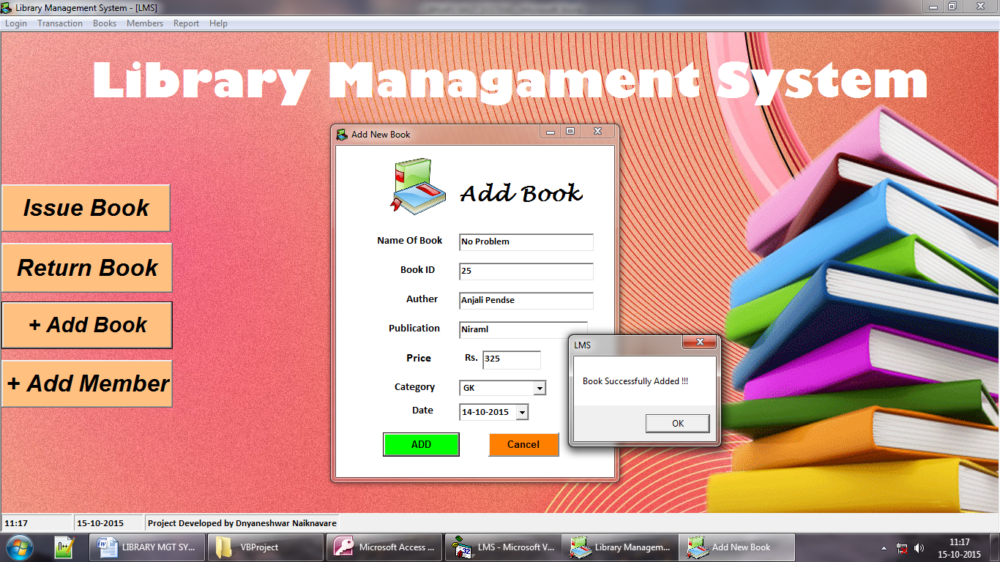 Library Management System - [LMS]
Login Transaction Books Members Report Help
Library Managament System
Add New Book
Add Book
Issue Book
Return Book
+ Add Book
+ Add Member
Name Of Book No Problem
Book ID 25
Auther Anjali Pendse
Publication Niraml
Price Rs. 325
Category GK
Date 14-10-2015
ADD Cancel
LMS
Book Successfully Added !!!
OK
11:17 15-10-2015 Project Developed by Dnyaneshwar Naiknavare
LIBRARY MGT SY... VBProject Microsoft Access ... LMS - Microsoft V... Library Managem... Add New Book 11:17
15-10-2015